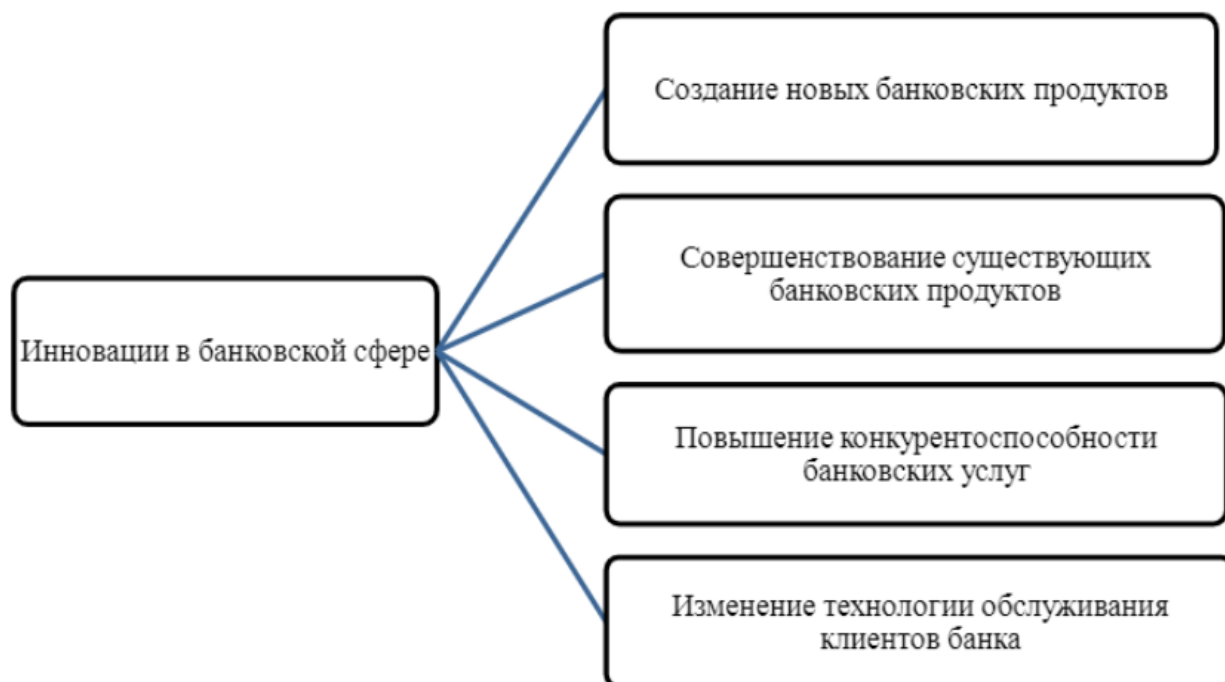 Инновации в банковской сфере
Создание новых банковских продуктов
Совершенствование существующих
банковских продуктов
Повышение конкурентоспособности
банковских услуг
Изменение технологии обслуживания
клиентов банка